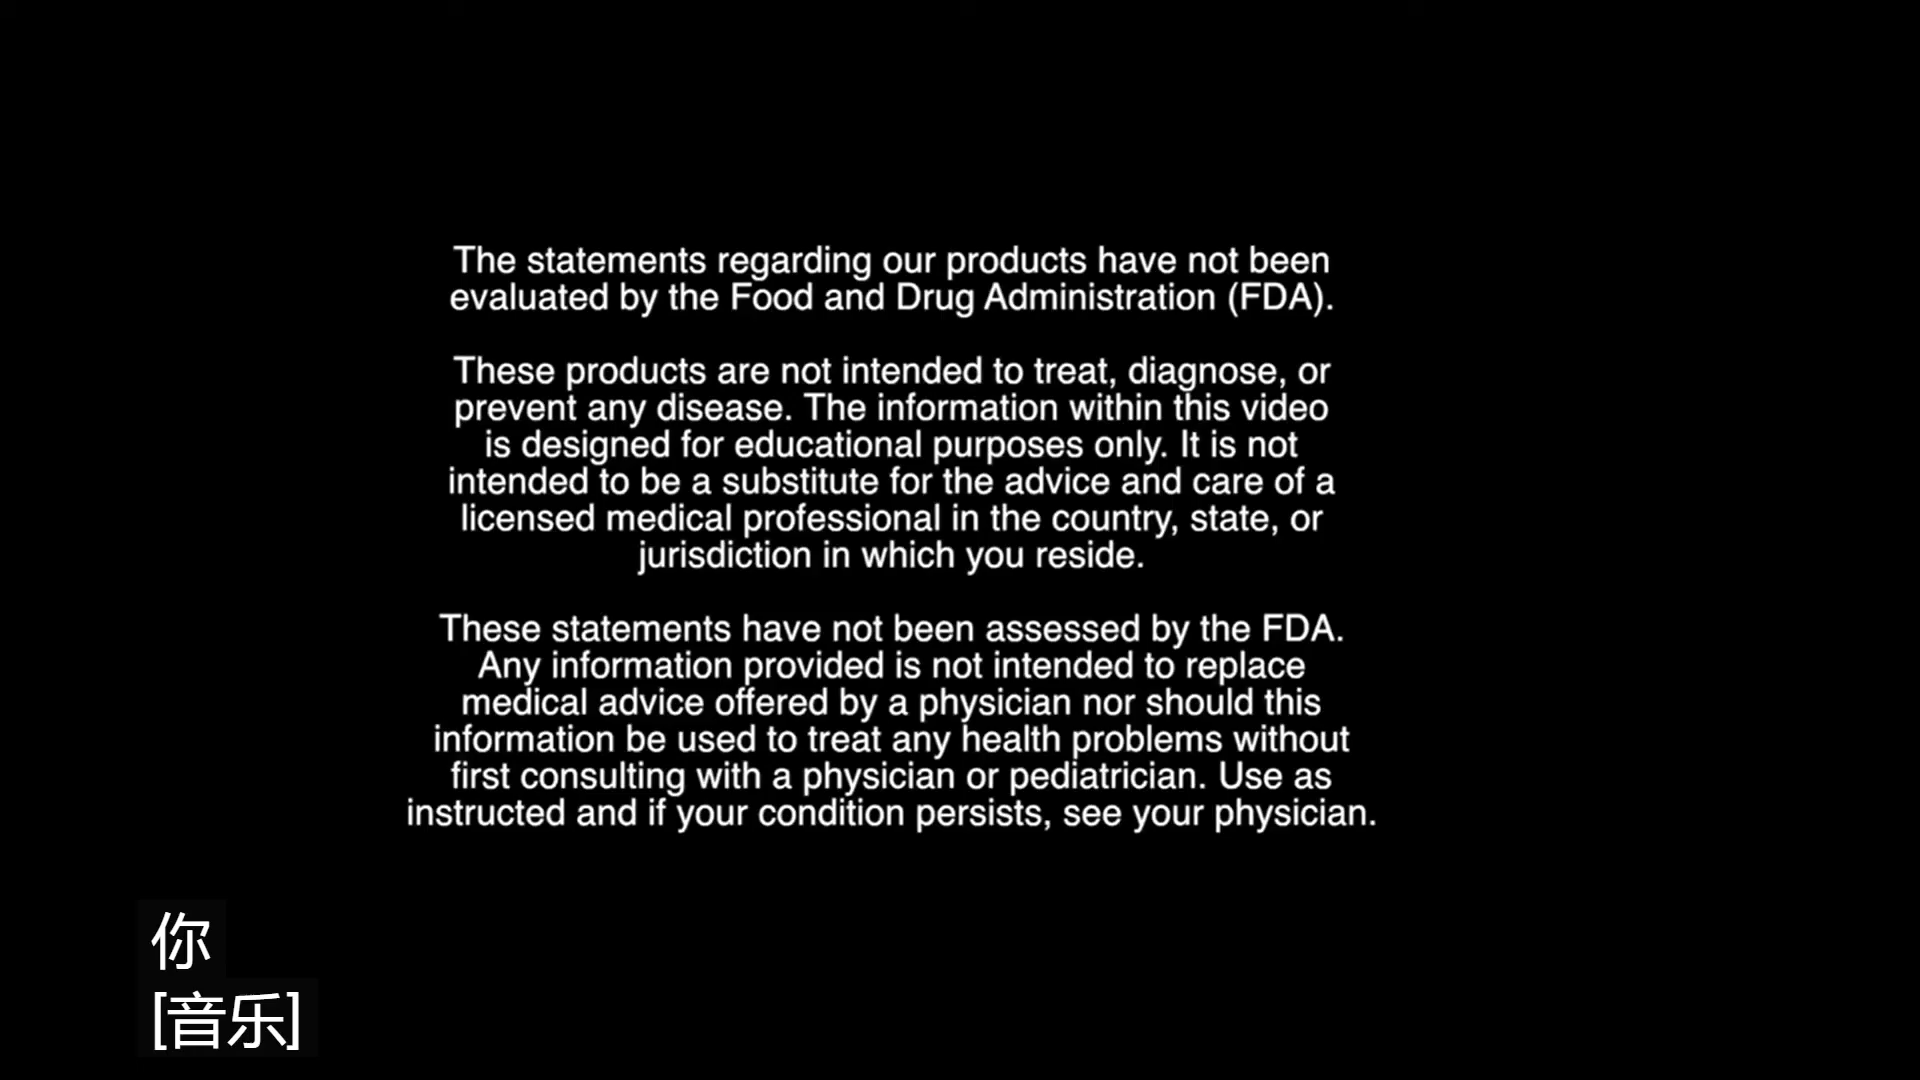 The statements regarding our products have not been
evaluated by the Food and Drug Administration (FDA).
These products are not intended to treat, diagnose, or
prevent any disease. The information within this video
is designed for educational purposes only. It is not
intended to be a substitute for the advice and care of a
licensed medical professional in the country, state, or
jurisdiction in which you reside.
These statements have not been assessed by the FDA.
Any information provided is not intended to replace
medical advice offered by a physician nor should this
information be used to treat any health problems without
first consulting with a physician or pediatrician. Use as
instructed and if your condition persists, see your physician.
你
[音乐]